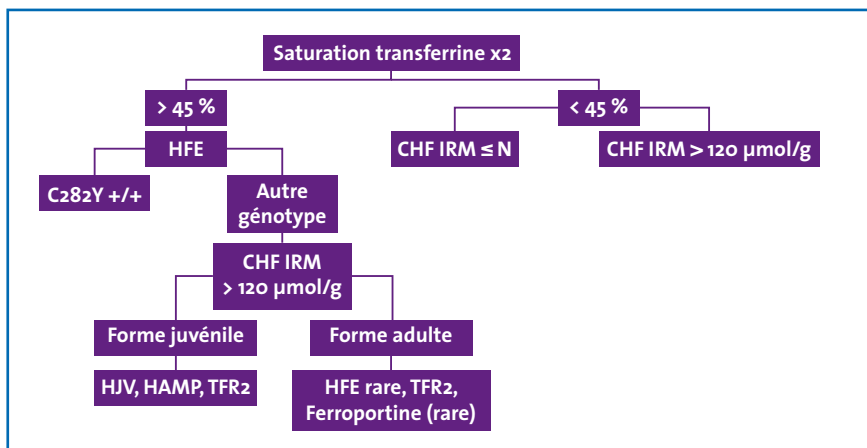 Saturation transferrine x2
> 45 %
< 45 %
HFE
CHF IRM ≤ N
CHF IRM > 120 µmol/g
C282Y +/+
Autre
génotype
CHF IRM
> 120 µmol/g
Forme juvénile
Forme adulte
HJV, HAMP, TFR2
HFE rare, TFR2,
Ferroportine (rare)